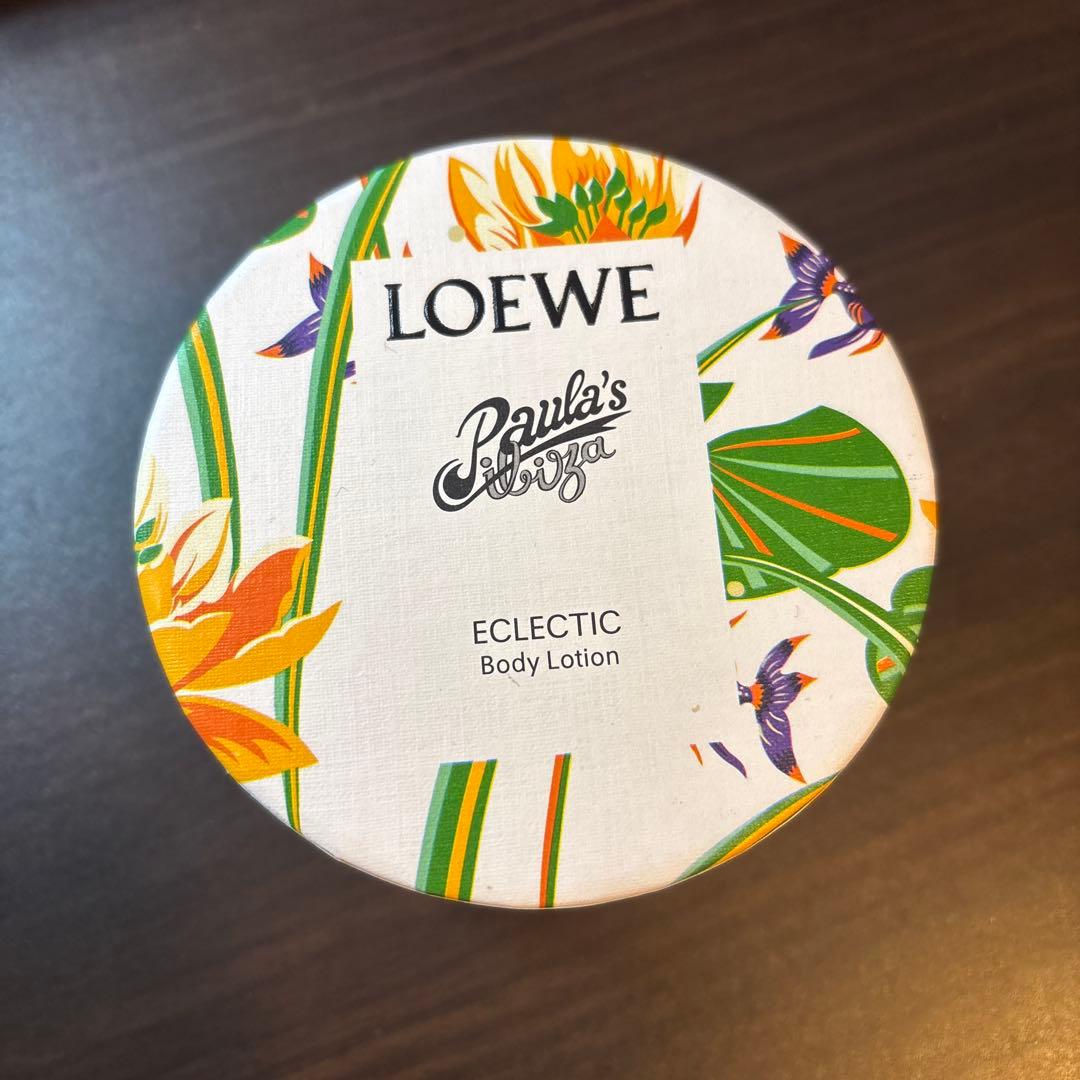 LOEWE
Paula's
ibiza
ECLECTIC
Body Lotion